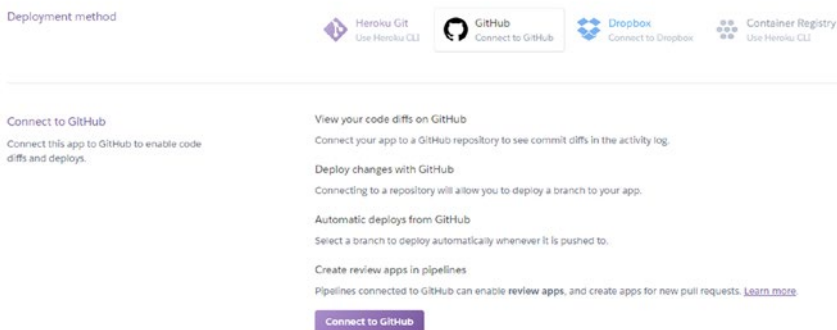 Deployment method
Heroku Git
Use Heroku CLI
GitHub
Connect to GitHub
Dropbox
Connect to Dropbox
Container Registry
Use Heroku CLI
Connect to GitHub
Connect this app to GitHub to enable code
diffs and deploys.
View your code diffs on GitHub
Connect your app to a GitHub repository to see commit diffs in the activity log.
Deploy changes with GitHub
Connecting to a repository will allow you to deploy a branch to your app.
Automatic deploys from GitHub
Select a branch to deploy automatically whenever it is pushed to.
Create review apps in pipelines
Pipelines connected to GitHub can enable review apps, and create apps for new pull requests. Learn more.
Connect to GitHub